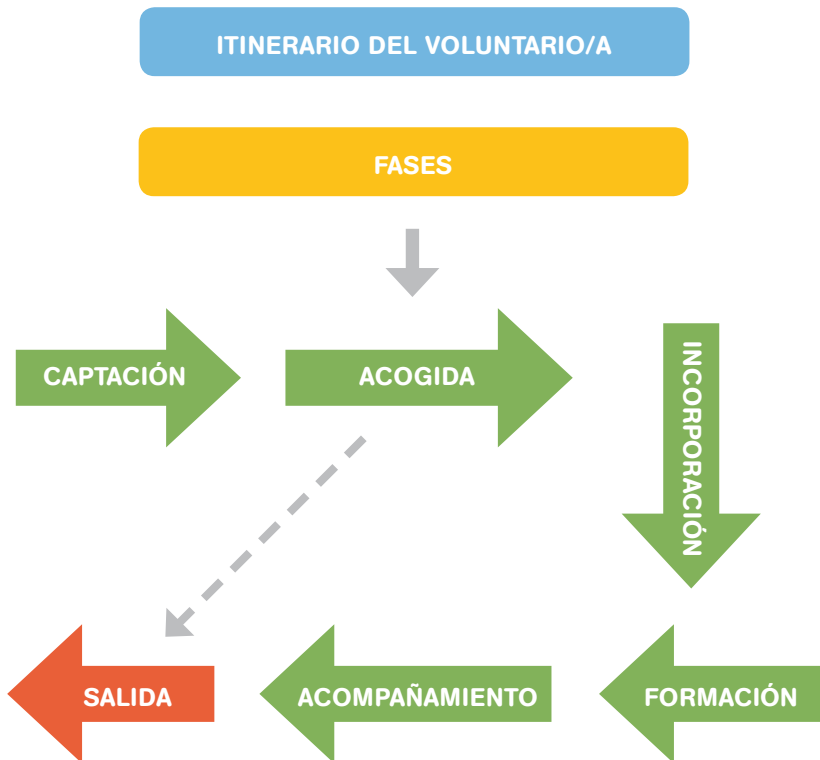 ITINERARIO DEL VOLUNTARIO/A
FASES
CAPTACIÓN
ACOGIDA
INCORPORACIÓN
FORMACIÓN
ACOMPAÑAMIENTO
SALIDA